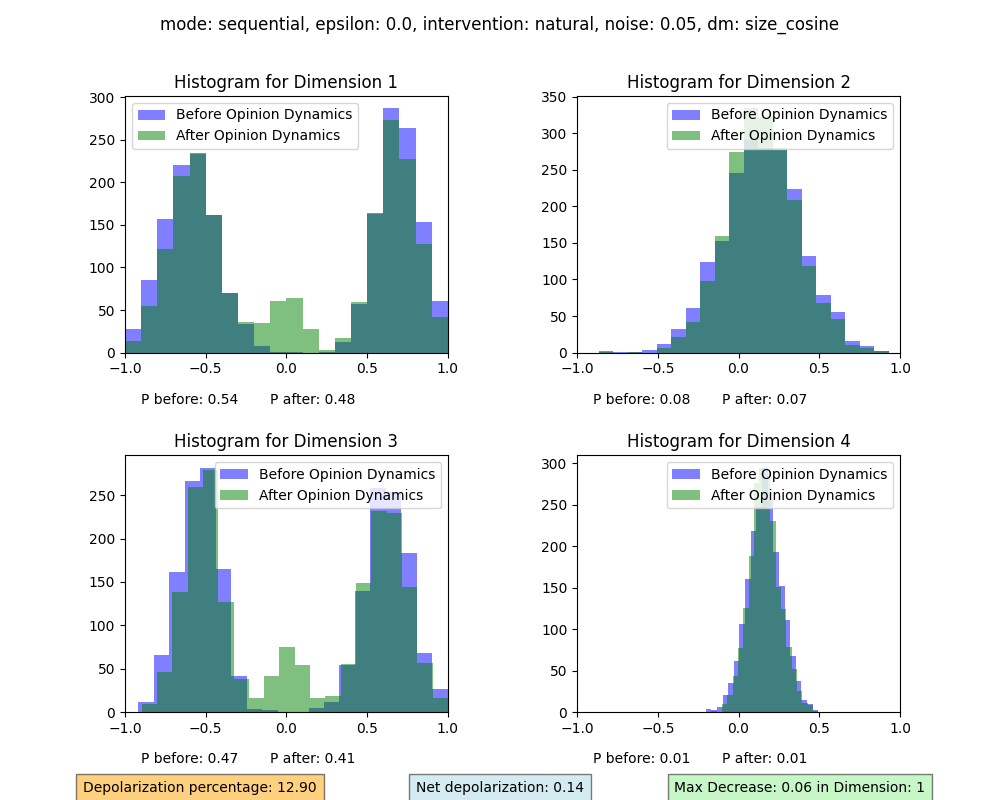 mode: sequential, epsilon: 0.0, intervention: natural, noise: 0.05, dm: size_cosine
Histogram for Dimension 1
Before Opinion Dynamics
After Opinion Dynamics
300
250
200
150
100
50
0
−1.0 −0.5 0.0 0.5 1.0
P before: 0.54 P after: 0.48
Histogram for Dimension 2
Before Opinion Dynamics
After Opinion Dynamics
350
300
250
200
150
100
50
0
−1.0 −0.5 0.0 0.5 1.0
P before: 0.08 P after: 0.07
Histogram for Dimension 3
Before Opinion Dynamics
After Opinion Dynamics
250
200
150
100
50
0
−1.0 −0.5 0.0 0.5 1.0
P before: 0.47 P after: 0.41
Histogram for Dimension 4
Before Opinion Dynamics
After Opinion Dynamics
300
250
200
150
100
50
0
−1.0 −0.5 0.0 0.5 1.0
P before: 0.01 P after: 0.01
Depolarization percentage: 12.90
Net depolarization: 0.14
Max Decrease: 0.06 in Dimension: 1